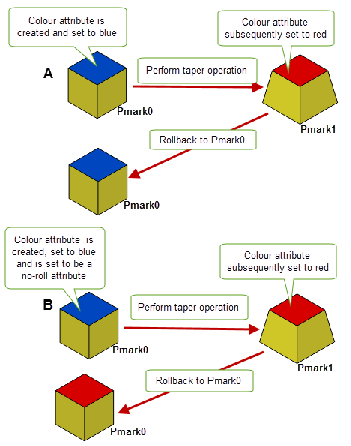 Colour attribute is
created and set to blue
Colour attribute
subsequently set to red
A
Perform taper operation
Pmark0
Pmark1
Rollback to Pmark0
Pmark0
Colour attribute is
created, set to blue
and is set to be a
no-roll attribute
Colour attribute
subsequently set to red
B
Perform taper operation
Pmark0
Pmark1
Rollback to Pmark0
Pmark0